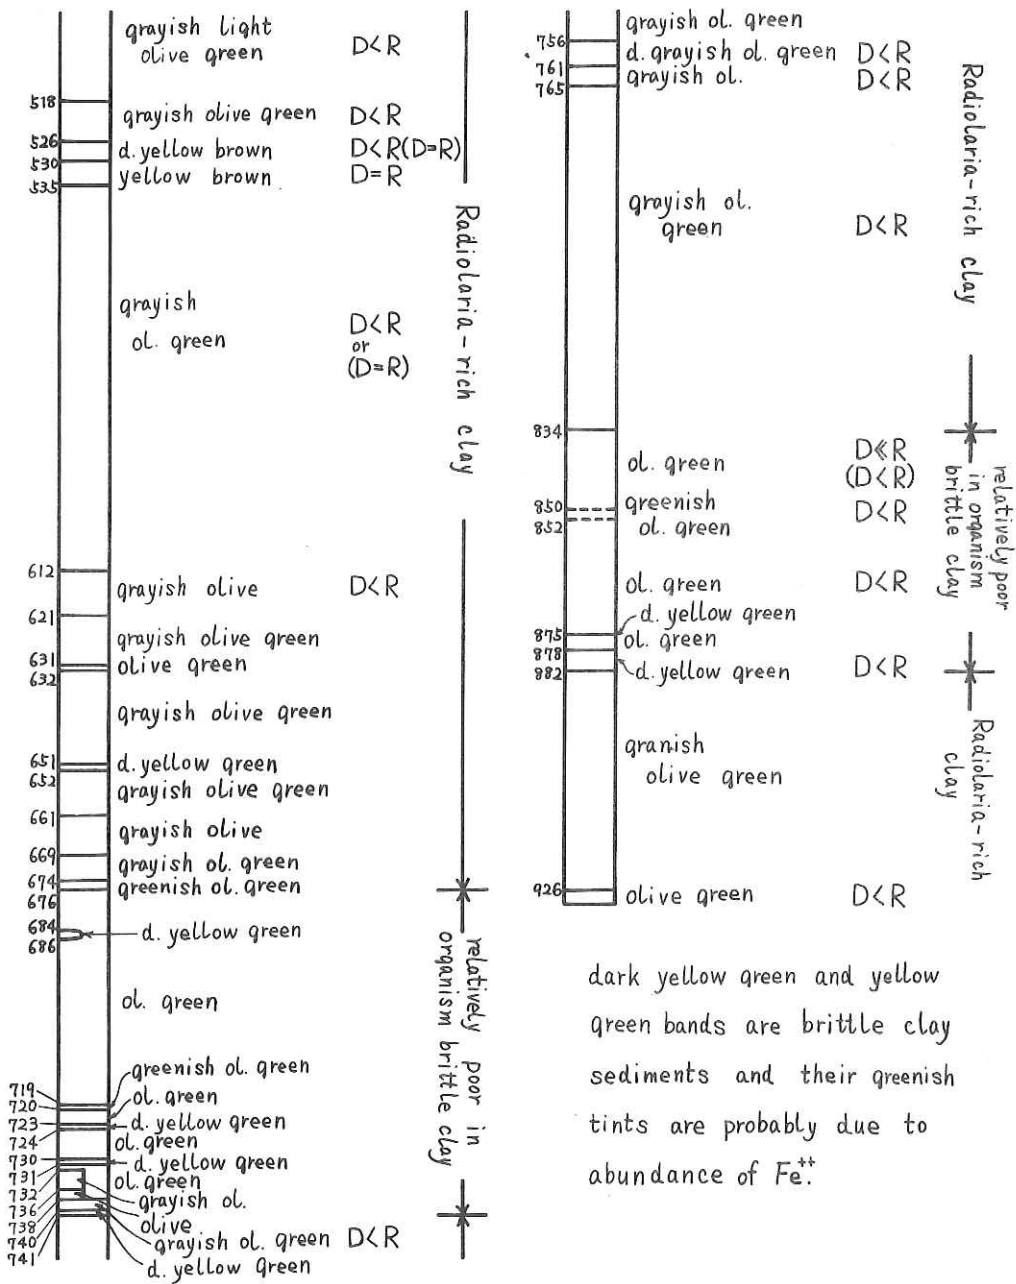 grayish light
olive green D<R
518
grayish olive green D<R
526
d. yellow brown D<R(D=R)
530
yellow brown D=R
535
grayish
ol. green
D<R
or
(D=R)
Radiolaria-rich clay
612
grayish olive D<R
621
grayish olive green
631
olive green
632
grayish olive green
651
d. yellow green
652
grayish olive green
661
grayish olive
669
grayish ol. green
674
greenish ol. green
676
684
d. yellow green
686
ol. green
relatively poor in
organism brittle clay
greenish ol. green
719
720
ol. green
723
d. yellow green
724
ol. green
730
d. yellow green
731
ol. green
732
grayish ol.
736
olive
738
grayish ol. green D<R
740
741
d. yellow green
grayish ol. green
756
d. grayish ol. green D<R
761
grayish ol. D<R
765
grayish ol.
green D<R
Radiolaria-rich clay
834
ol. green
D≪R
(D<R)
850
greenish D<R
852
ol. green
relatively poor
in organism
brittle clay
ol. green D<R
d. yellow green
875
ol. green
878
d. yellow green D<R
882
granish
olive green
Radiolaria-rich
clay
926
olive green D<R
dark yellow green and yellow
green bands are brittle clay
sediments and their greenish
tints are probably due to
abundance of Fe⁺⁺.